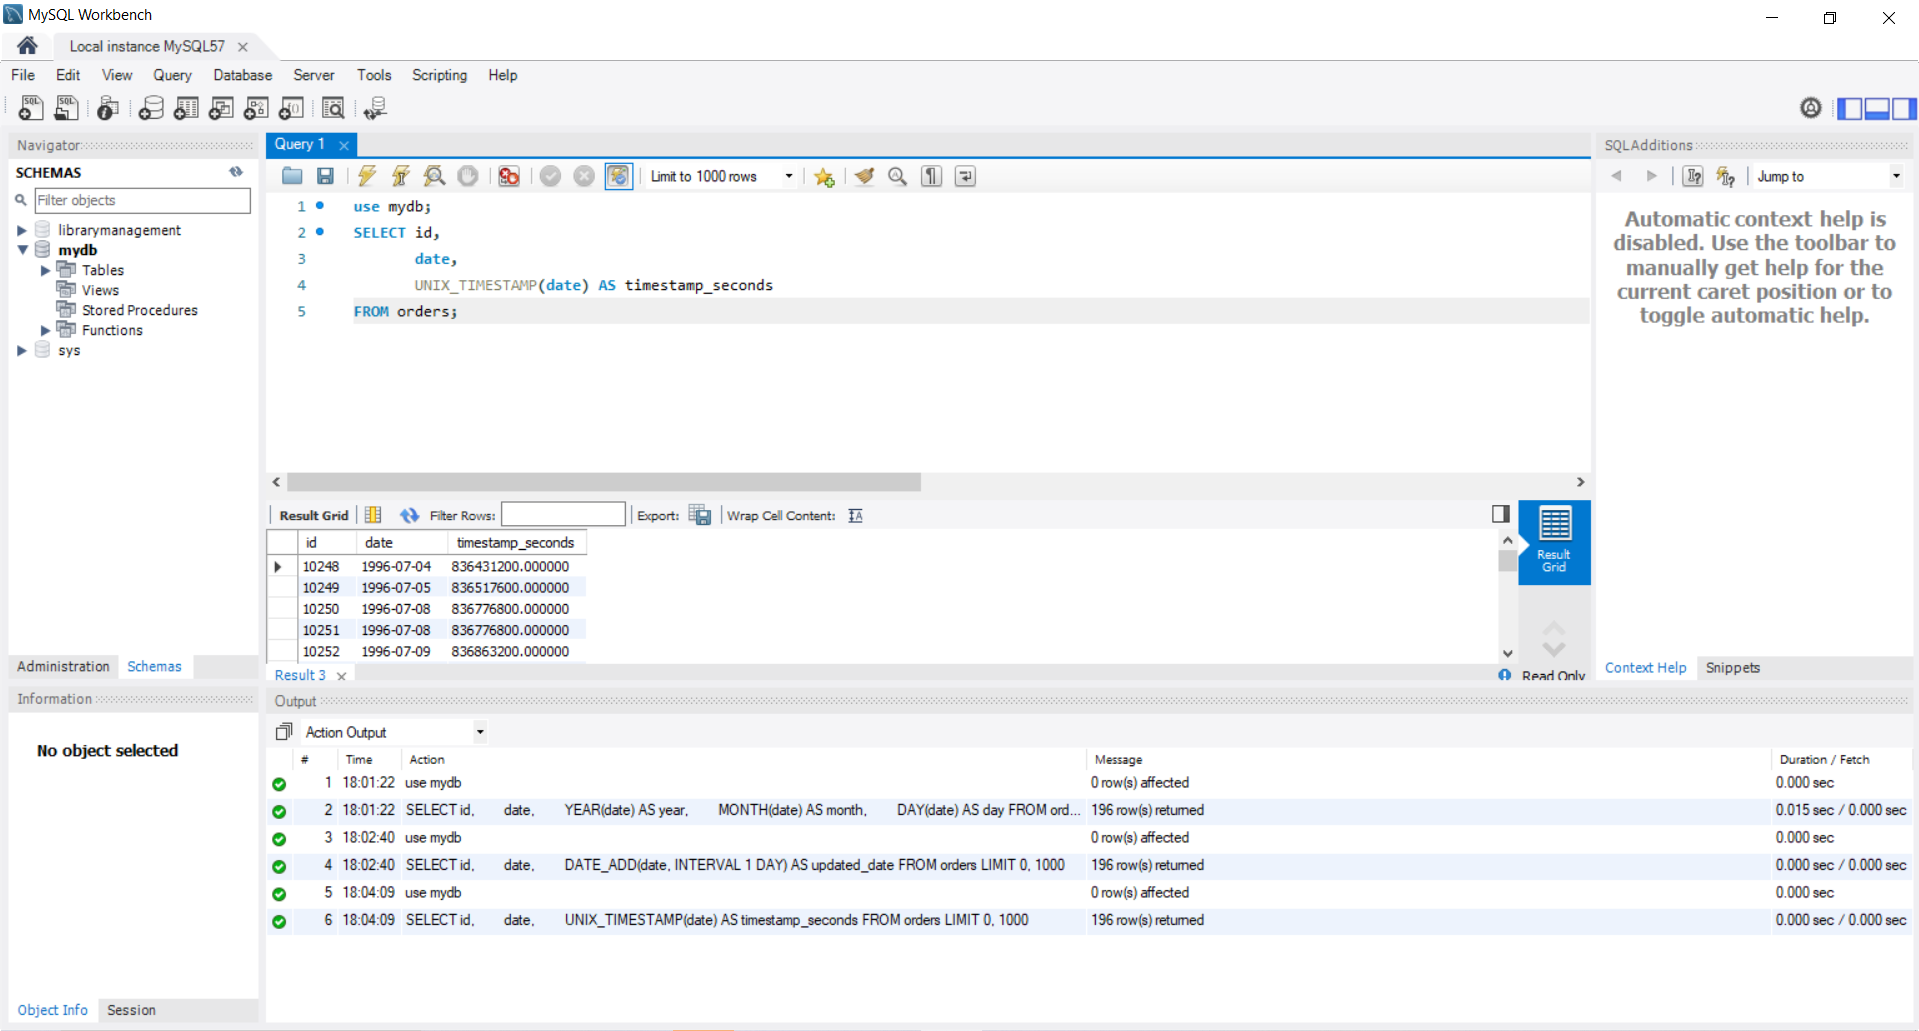 MySQL Workbench
Local instance MySQL57
File Edit View Query Database Server Tools Scripting Help
Navigator
SCHEMAS
Filter objects
librarymanagement
mydb
Tables
Views
Stored Procedures
Functions
sys
Administration Schemas
Information
No object selected
Object Info Session
Query 1
Limit to 1000 rows
1 use mydb;
2 SELECT id,
3 date,
4 UNIX_TIMESTAMP(date) AS timestamp_seconds
5 FROM orders;
Result Grid Filter Rows: Export: Wrap Cell Content:
id date timestamp_seconds
10248 1996-07-04 836431200.000000
10249 1996-07-05 836517600.000000
10250 1996-07-08 836776800.000000
10251 1996-07-08 836776800.000000
10252 1996-07-09 836863200.000000
Result Grid
Result 3
Read Only
SQLAdditions
Jump to
Automatic context help is
disabled. Use the toolbar to
manually get help for the
current caret position or to
toggle automatic help.
Context Help Snippets
Output
Action Output
# Time Action Message Duration / Fetch
1 18:01:22 use mydb 0 row(s) affected 0.000 sec
2 18:01:22 SELECT id, date, YEAR(date) AS year, MONTH(date) AS month, DAY(date) AS day FROM ord... 196 row(s) returned 0.015 sec / 0.000 sec
3 18:02:40 use mydb 0 row(s) affected 0.000 sec
4 18:02:40 SELECT id, date, DATE_ADD(date, INTERVAL 1 DAY) AS updated_date FROM orders LIMIT 0, 1000 196 row(s) returned 0.000 sec / 0.000 sec
5 18:04:09 use mydb 0 row(s) affected 0.000 sec
6 18:04:09 SELECT id, date, UNIX_TIMESTAMP(date) AS timestamp_seconds FROM orders LIMIT 0, 1000 196 row(s) returned 0.000 sec / 0.000 sec